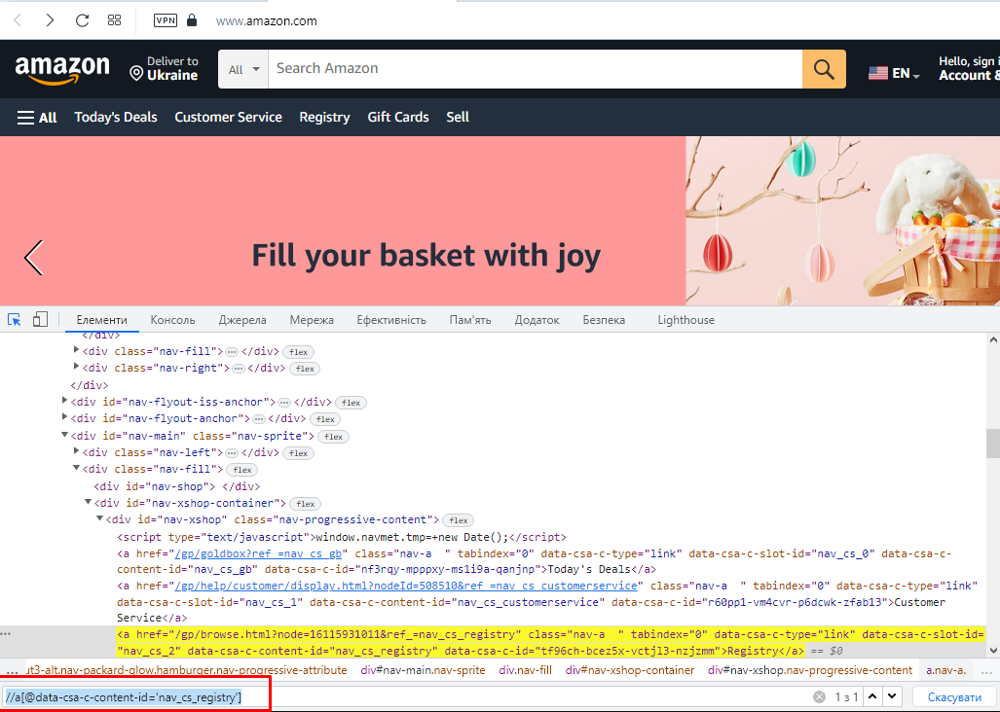 VPN www.amazon.com
amazon
Deliver to
Ukraine
All
Search Amazon
EN
Hello, sign i
Account &
All Today's Deals Customer Service Registry Gift Cards Sell
Fill your basket with joy
Елементи Консоль Джерела Мережа Ефективність Пам'ять Додаток Безпека Lighthouse
</div>
<div class="nav-fill">…</div> flex
<div class="nav-right">…</div> flex
</div>
<div id="nav-flyout-iss-anchor">…</div> flex
<div id="nav-flyout-anchor">…</div> flex
<div id="nav-main" class="nav-sprite"> flex
<div class="nav-left">…</div> flex
<div class="nav-fill"> flex
<div id="nav-shop"> </div>
<div id="nav-xshop-container"> flex
<div id="nav-xshop" class="nav-progressive-content"> flex
<script type="text/javascript">window.navmet.tmp=+new Date();</script>
<a href="/gp/goldbox?ref_=nav_cs_gb" class="nav-a  " tabindex="0" data-csa-c-type="link" data-csa-c-slot-id="nav_cs_0" data-csa-c-
content-id="nav_cs_gb" data-csa-c-id="nf3rqy-mpppxy-ms1i9a-qanjnp">Today's Deals</a>
<a href="/gp/help/customer/display.html?nodeId=508510&ref_=nav_cs_customerservice" class="nav-a  " tabindex="0" data-csa-c-type="link"
data-csa-c-slot-id="nav_cs_1" data-csa-c-content-id="nav_cs_customerservice" data-csa-c-id="r60pp1-vm4cvr-p6dcwk-zfab13">Customer
Service</a>
... <a href="/gp/browse.html?node=16115931011&ref_=nav_cs_registry" class="nav-a  " tabindex="0" data-csa-c-type="link" data-csa-c-slot-id=
"nav_cs_2" data-csa-c-content-id="nav_cs_registry" data-csa-c-id="tf96ch-bcez5x-vctjl3-nzjzmm">Registry</a> == $0
... ut3-alt.nav-packard-glow.hamburger.nav-progressive-attribute div#nav-main.nav-sprite div.nav-fill div#nav-xshop-container div#nav-xshop.nav-progressive-content a.nav-a. ...
//a[@data-csa-c-content-id='nav_cs_registry'] 1 з 1 Скасувати